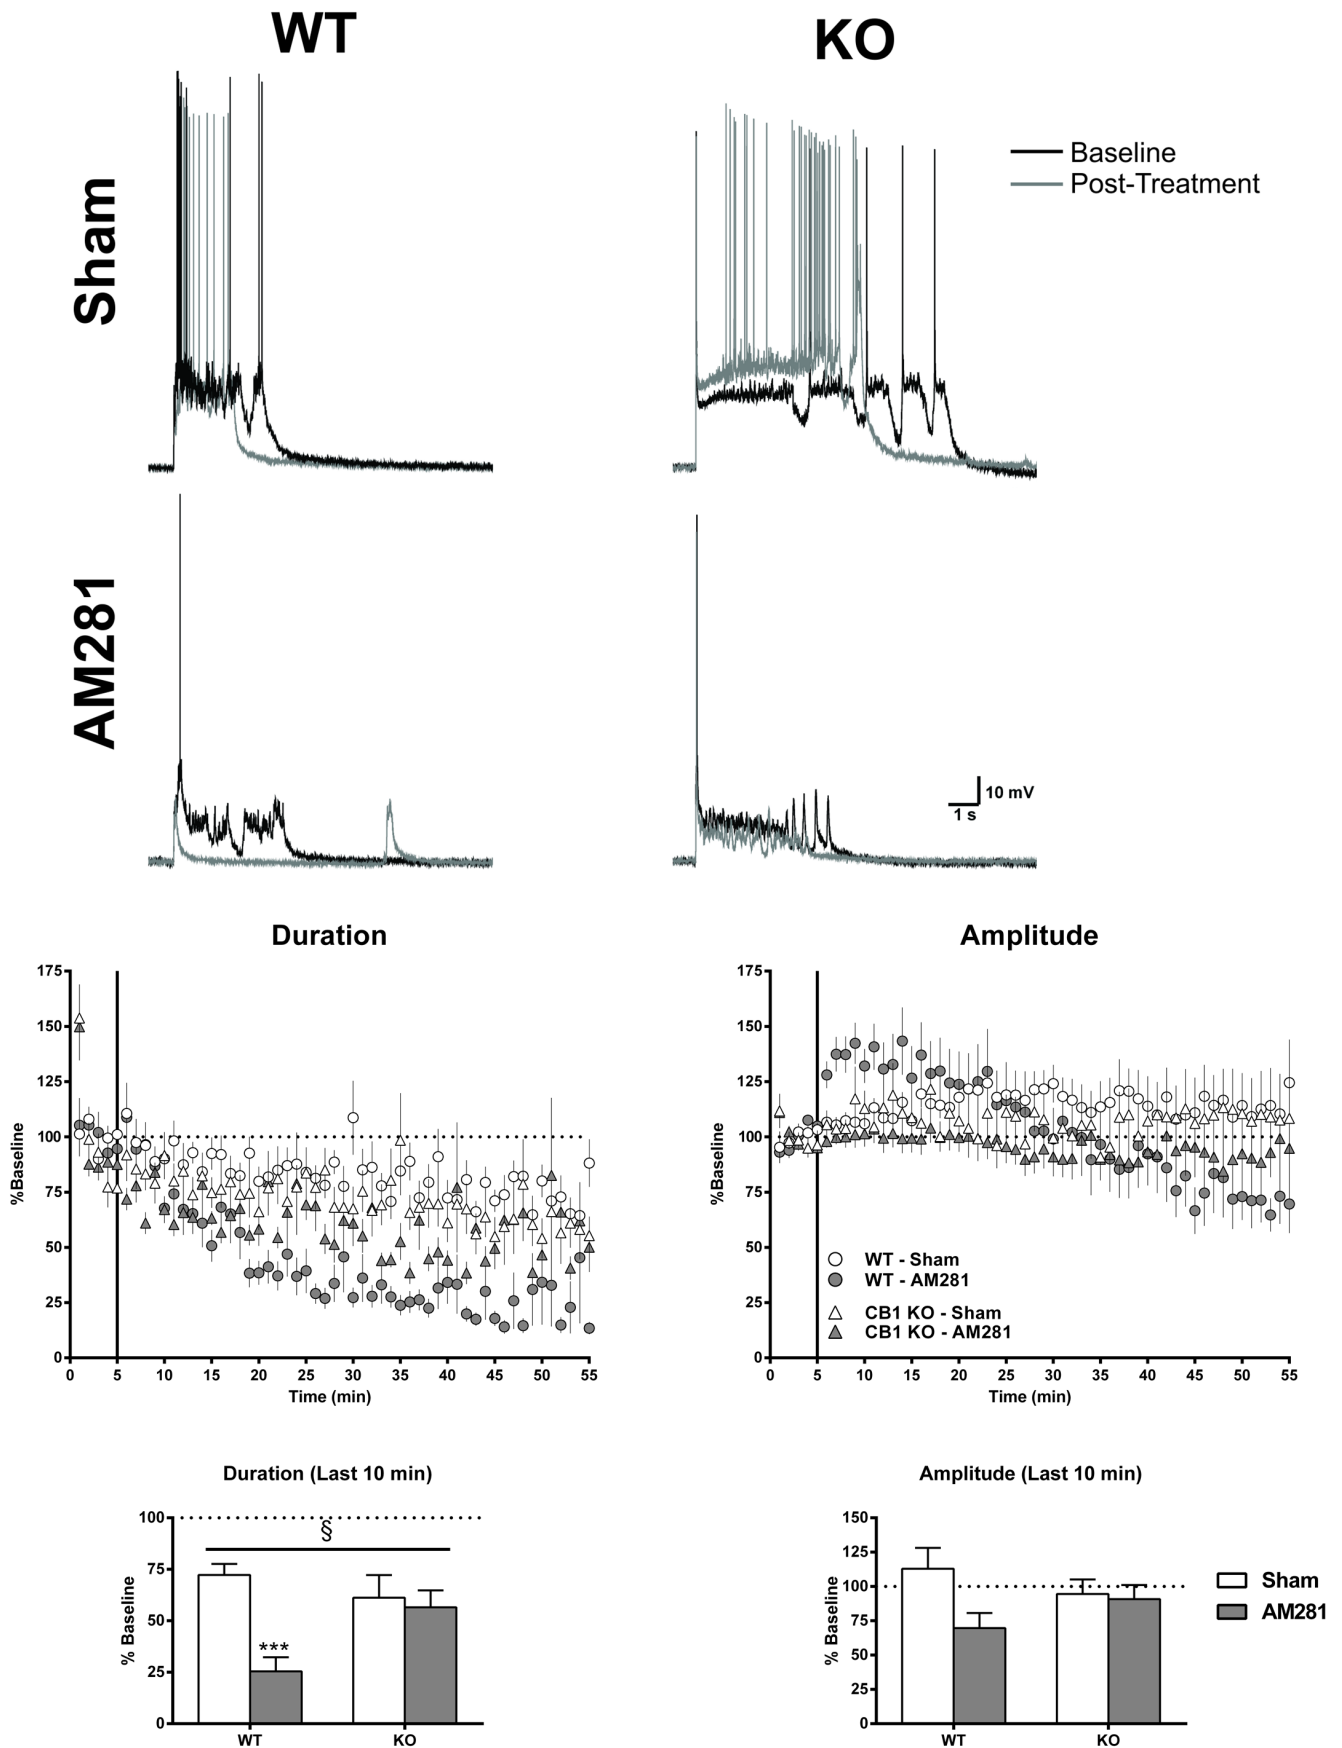 WT
KO
Sham
Baseline
Post-Treatment
AM281
10 mV
1 s
Duration
%Baseline
175
150
125
100
75
50
25
0
0 5 10 15 20 25 30 35 40 45 50 55
Time (min)
Amplitude
%Baseline
175
150
125
100
75
50
25
0
WT - Sham
WT - AM281
CB1 KO - Sham
CB1 KO - AM281
0 5 10 15 20 25 30 35 40 45 50 55
Time (min)
Duration (Last 10 min)
% Baseline
100
75
50
25
0
§
***
WT KO
Amplitude (Last 10 min)
% Baseline
150
125
100
75
50
25
0
WT KO
Sham
AM281